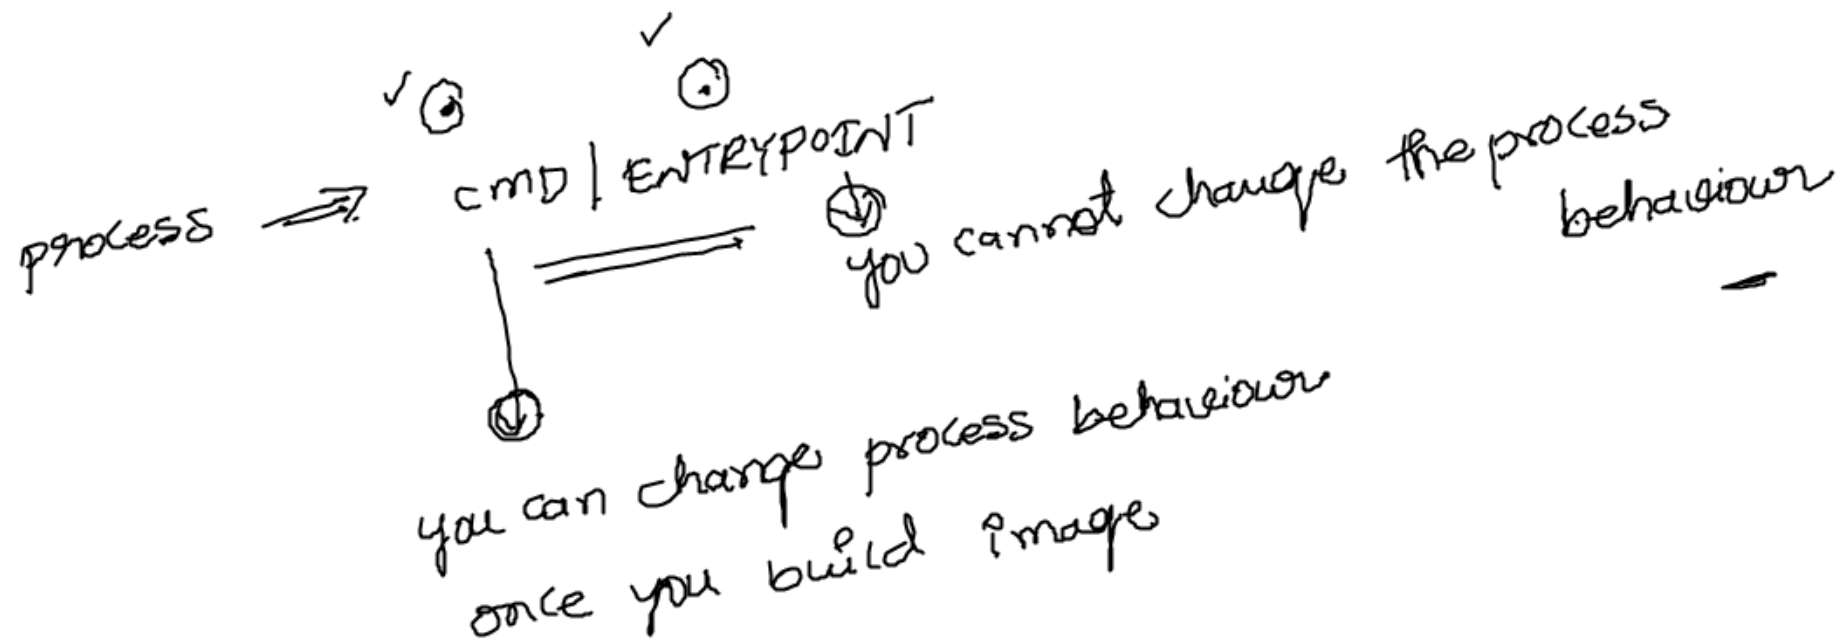 process
CMD | ENTRYPOINT
you cannot change the process
behaviour
you can change process behaviour
once you build image